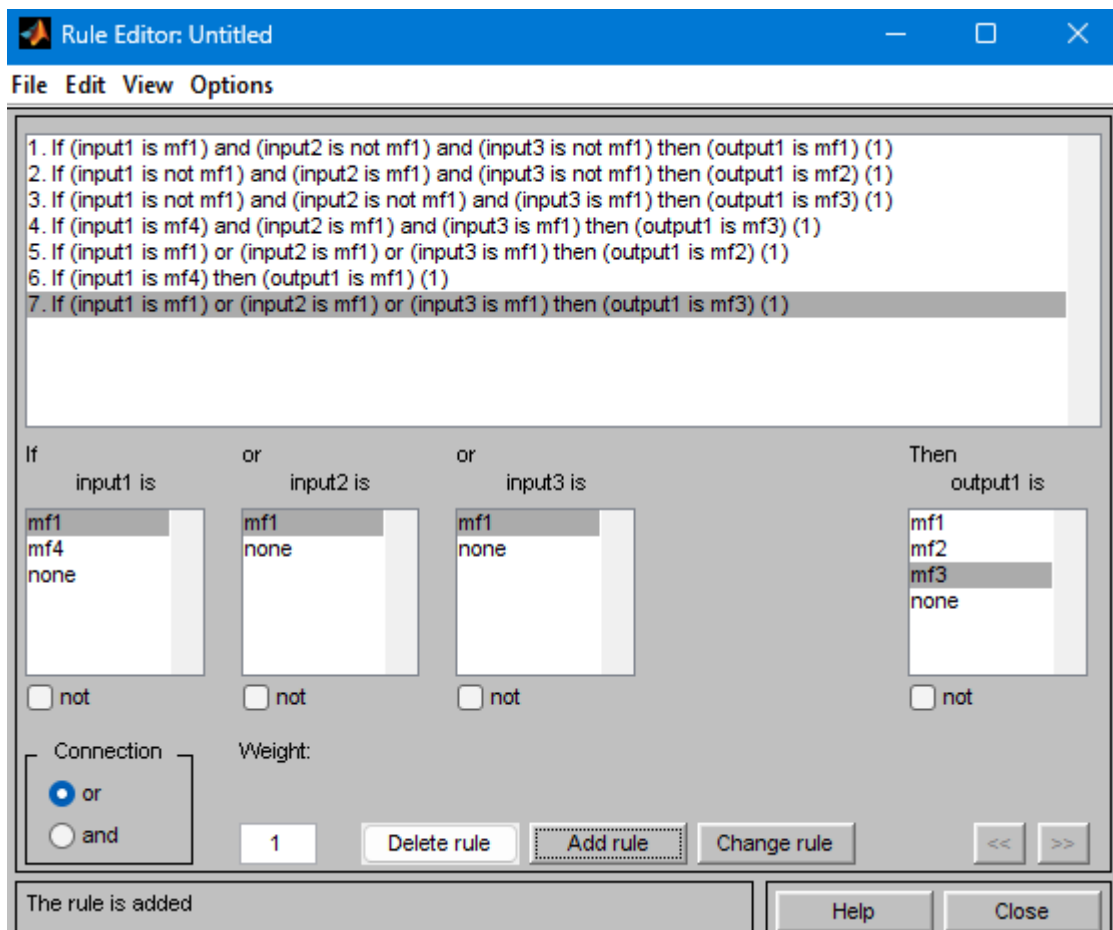 Rule Editor: Untitled
File Edit View Options
1. If (input1 is mf1) and (input2 is not mf1) and (input3 is not mf1) then (output1 is mf1) (1)
2. If (input1 is not mf1) and (input2 is mf1) and (input3 is not mf1) then (output1 is mf2) (1)
3. If (input1 is not mf1) and (input2 is not mf1) and (input3 is mf1) then (output1 is mf3) (1)
4. If (input1 is mf4) and (input2 is mf1) and (input3 is mf1) then (output1 is mf3) (1)
5. If (input1 is mf1) or (input2 is mf1) or (input3 is mf1) then (output1 is mf2) (1)
6. If (input1 is mf4) then (output1 is mf1) (1)
7. If (input1 is mf1) or (input2 is mf1) or (input3 is mf1) then (output1 is mf3) (1)
If or or Then
input1 is input2 is input3 is output1 is
mf1 mf1 mf1 mf1
mf4 none none mf2
none mf3
none
not not not not
Connection Weight:
or
and 1 Delete rule Add rule Change rule << >>
The rule is added Help Close